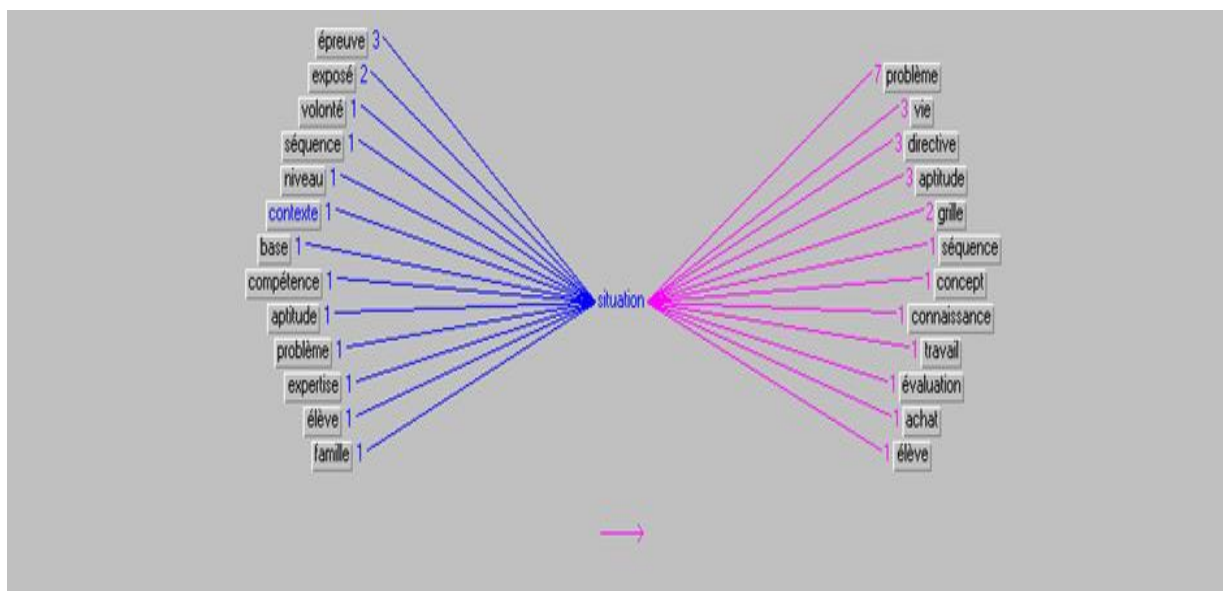 épreuve 3
exposé 2
volonté 1
séquence 1
niveau 1
contexte 1
base 1
compétence 1
aptitude 1
problème 1
expertise 1
élève 1
famille 1
situation
7 problème
3 vie
3 directive
3 aptitude
2 grille
1 séquence
1 concept
1 connaissance
1 travail
1 évaluation
1 achat
1 élève